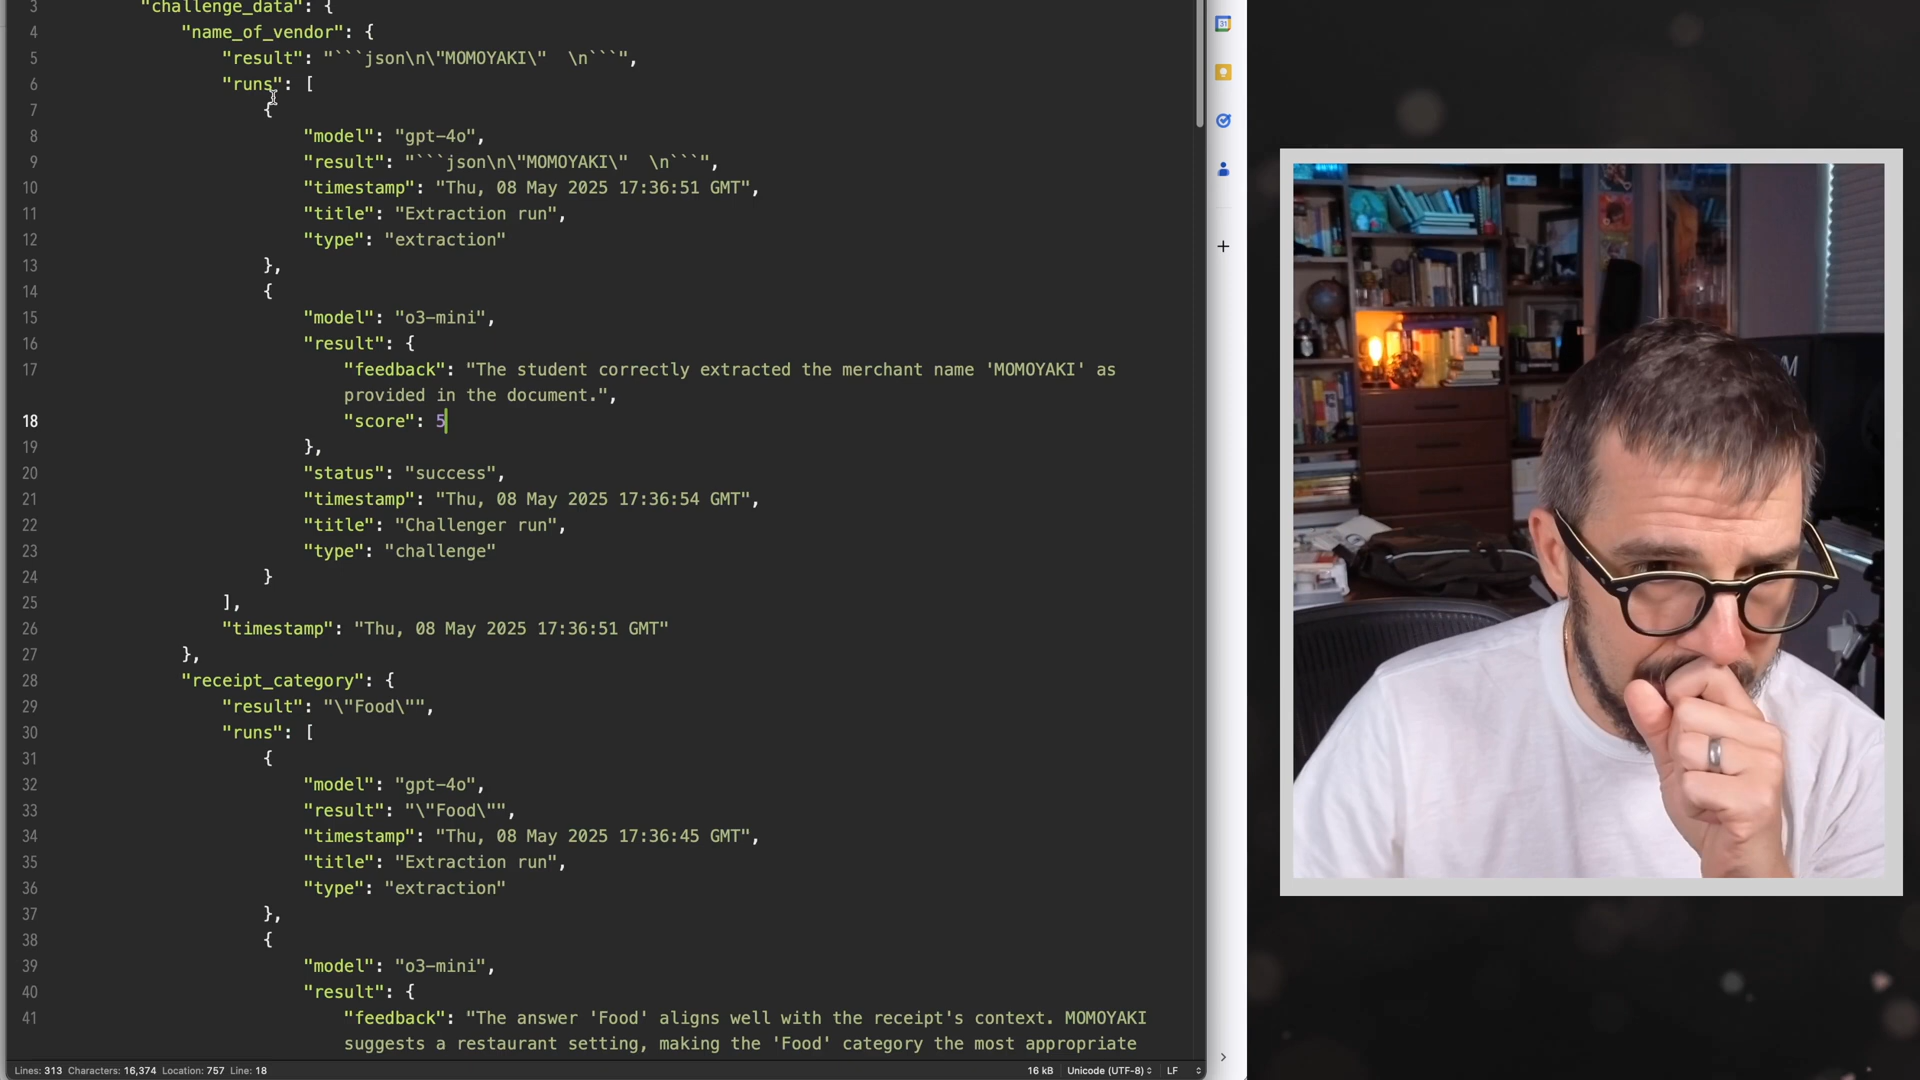 3 "challenge_data": {
4 "name_of_vendor": {
5 "result": "```json\n\"MOMOYAKI\"  \n```",
6 "runs": [
7 {
8 "model": "gpt-4o",
9 "result": "```json\n\"MOMOYAKI\"  \n```",
10 "timestamp": "Thu, 08 May 2025 17:36:51 GMT",
11 "title": "Extraction run",
12 "type": "extraction"
13 },
14 {
15 "model": "o3-mini",
16 "result": {
17 "feedback": "The student correctly extracted the merchant name 'MOMOYAKI' as
provided in the document.",
18 "score": 5
19 },
20 "status": "success",
21 "timestamp": "Thu, 08 May 2025 17:36:54 GMT",
22 "title": "Challenger run",
23 "type": "challenge"
24 }
25 ],
26 "timestamp": "Thu, 08 May 2025 17:36:51 GMT"
27 },
28 "receipt_category": {
29 "result": "\"Food\"",
30 "runs": [
31 {
32 "model": "gpt-4o",
33 "result": "\"Food\"",
34 "timestamp": "Thu, 08 May 2025 17:36:45 GMT",
35 "title": "Extraction run",
36 "type": "extraction"
37 },
38 {
39 "model": "o3-mini",
40 "result": {
41 "feedback": "The answer 'Food' aligns well with the receipt's context. MOMOYAKI
suggests a restaurant setting, making the 'Food' category the most appropriate
Lines: 313 Characters: 16,374 Location: 757 Line: 18 16 kB Unicode (UTF-8) LF
31